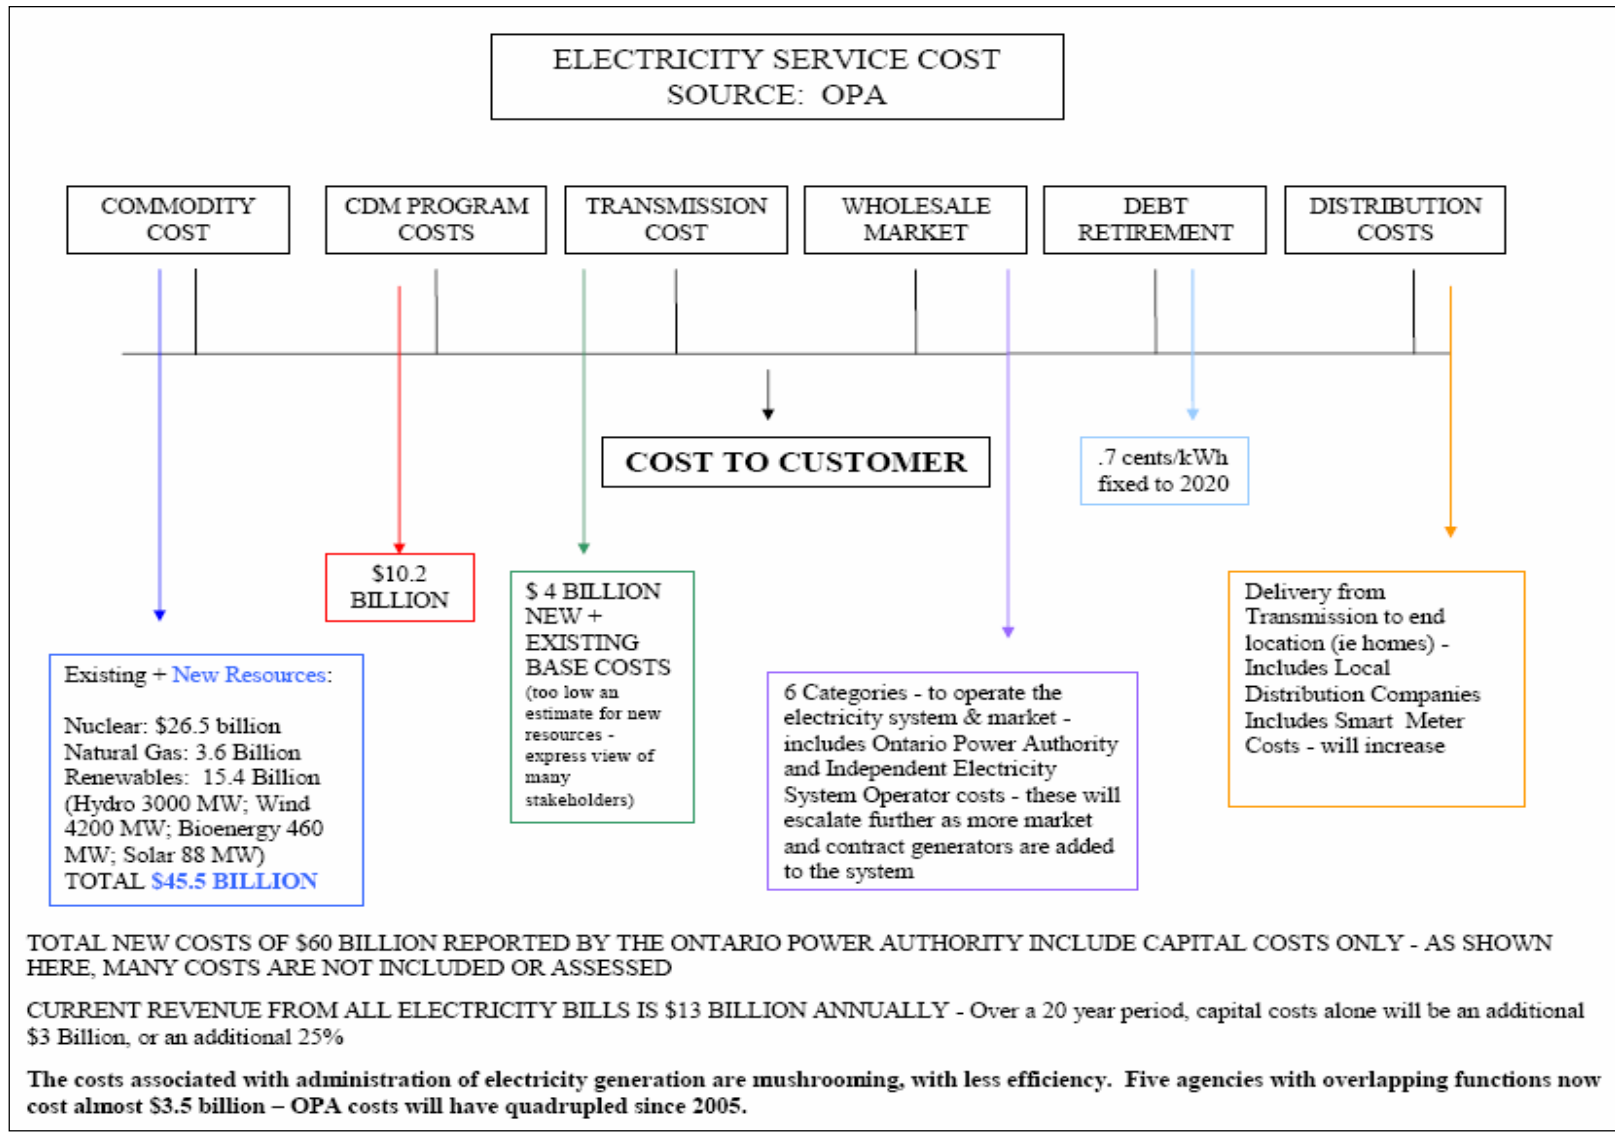 ELECTRICITY SERVICE COST
SOURCE: OPA
COMMODITY
COST
CDM PROGRAM
COSTS
TRANSMISSION
COST
WHOLESALE
MARKET
DEBT
RETIREMENT
DISTRIBUTION
COSTS
COST TO CUSTOMER
.7 cents/kWh
fixed to 2020
$10.2
BILLION
$ 4 BILLION
NEW +
EXISTING
BASE COSTS
(too low an
estimate for new
resources -
express view of
many
stakeholders)
Delivery from
Transmission to end
location (ie homes) -
Includes Local
Distribution Companies
Includes Smart Meter
Costs - will increase
Existing + New Resources:
Nuclear: $26.5 billion
Natural Gas: 3.6 Billion
Renewables: 15.4 Billion
(Hydro 3000 MW; Wind
4200 MW; Bioenergy 460
MW; Solar 88 MW)
TOTAL $45.5 BILLION
6 Categories - to operate the
electricity system & market -
includes Ontario Power Authority
and Independent Electricity
System Operator costs - these will
escalate further as more market
and contract generators are added
to the system
TOTAL NEW COSTS OF $60 BILLION REPORTED BY THE ONTARIO POWER AUTHORITY INCLUDE CAPITAL COSTS ONLY - AS SHOWN
HERE, MANY COSTS ARE NOT INCLUDED OR ASSESSED
CURRENT REVENUE FROM ALL ELECTRICITY BILLS IS $13 BILLION ANNUALLY - Over a 20 year period, capital costs alone will be an additional
$3 Billion, or an additional 25%
The costs associated with administration of electricity generation are mushrooming, with less efficiency. Five agencies with overlapping functions now
cost almost $3.5 billion – OPA costs will have quadrupled since 2005.